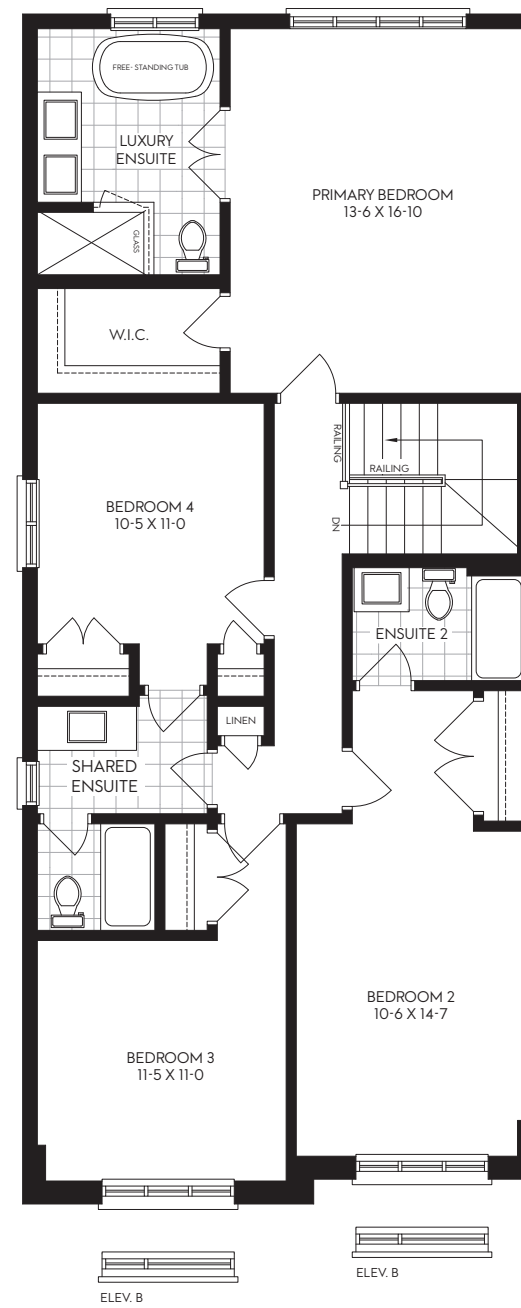 FREE- STANDING TUB
LUXURY
ENSUITE
PRIMARY BEDROOM
13-6 X 16-10
GLASS
W.I.C.
RAILING
RAILING
DN
BEDROOM 4
10-5 X 11-0
ENSUITE 2
LINEN
SHARED
ENSUITE
BEDROOM 2
10-6 X 14-7
BEDROOM 3
11-5 X 11-0
ELEV. B
ELEV. B